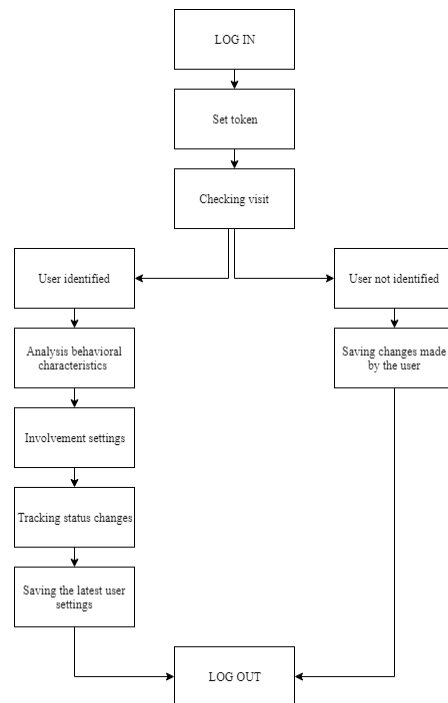 LOG IN
Set token
Checking visit
User identified
User not identified
Analysis behavioral
characteristics
Saving changes made
by the user
Involvement settings
Tracking status changes
Saving the latest user
settings
LOG OUT